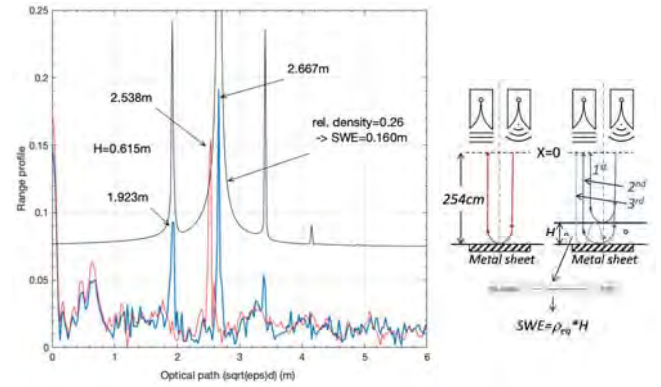 0.25
0.2
0.15
0.1
0.05
0
Range profile
0 1 2 3 4 5 6
Optical path (sqrt(eps)d) (m)
2.667m
2.538m
rel. density=0.26
-> SWE=0.160m
H=0.615m
1.923m
X=0
1st
2nd
3rd
254cm
H
Metal sheet
Metal sheet
SWE=ρeq*H